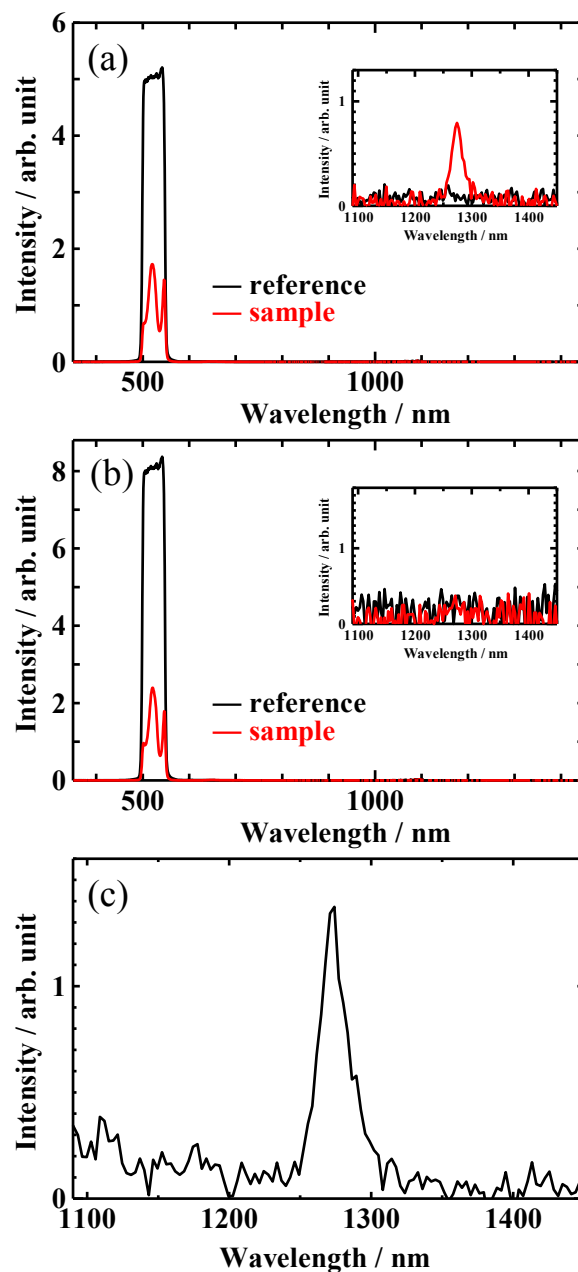 (a)
Intensity / arb. unit
6
4
2
0
500
1000
Wavelength / nm
reference
sample
Intensity / arb. unit
1
0
1100
1200
1300
1400
Wavelength / nm
(b)
Intensity / arb. unit
8
6
4
2
0
500
1000
Wavelength / nm
reference
sample
Intensity / arb. unit
1
0
1100
1200
1300
1400
Wavelength / nm
(c)
Intensity / arb. unit
1
0
1100
1200
1300
1400
Wavelength / nm